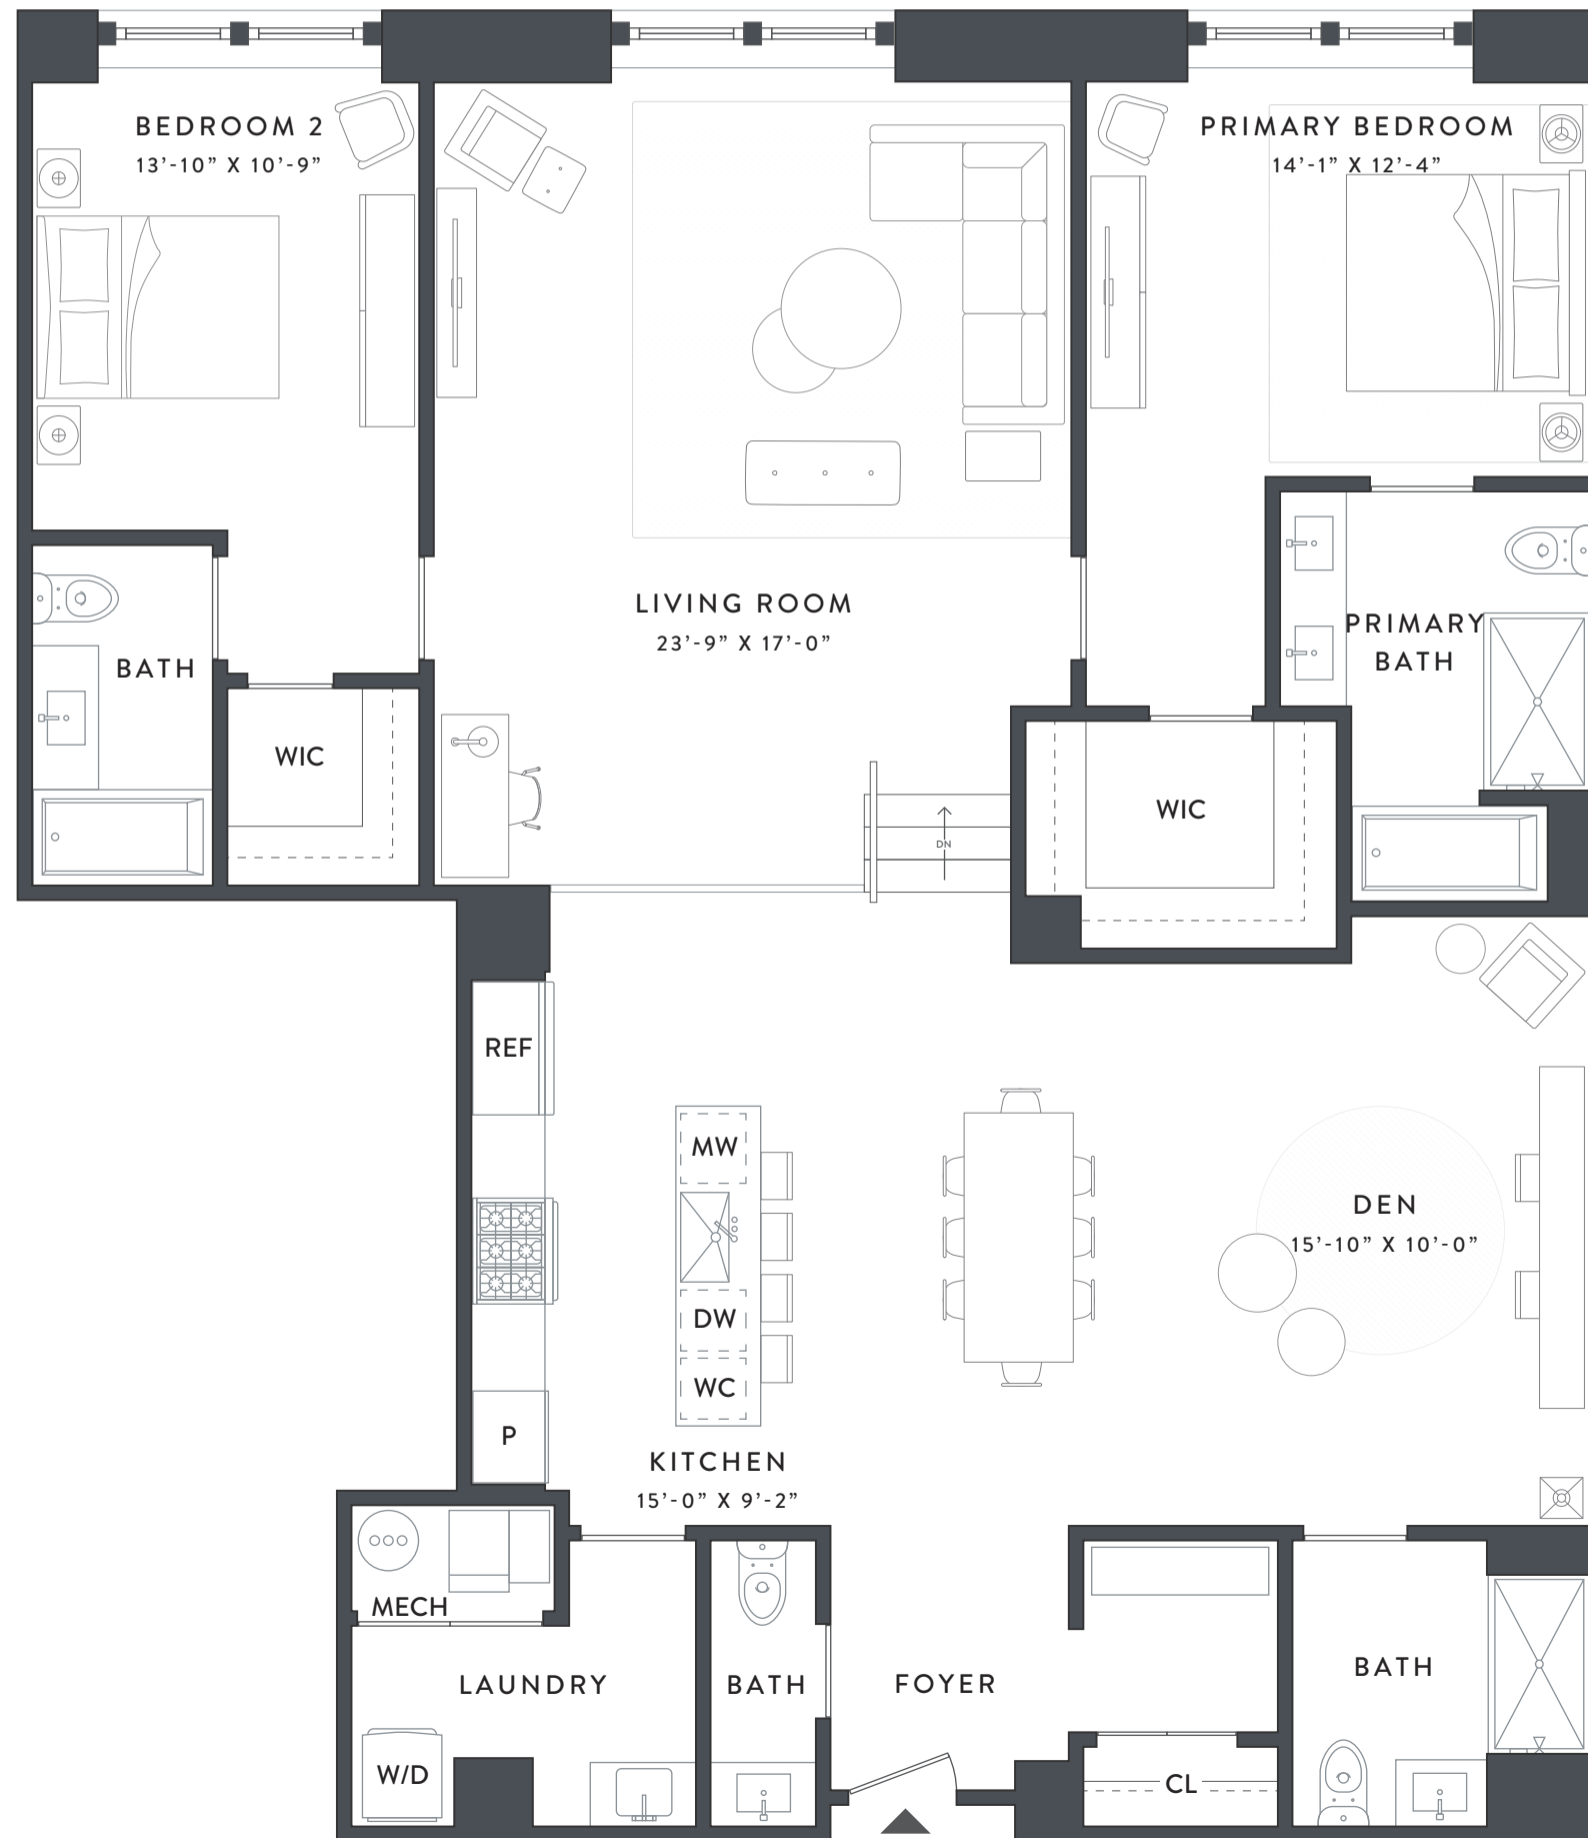 BEDROOM 2
13’-10” X 10’-9”
PRIMARY BEDROOM
14’-1” X 12’-4”
LIVING ROOM
23’-9” X 17’-0”
BATH
PRIMARY
BATH
WIC
WIC
DN
REF
MW
DW
WC
P
KITCHEN
15’-0” X 9’-2”
DEN
15’-10” X 10’-0”
MECH
LAUNDRY
W/D
BATH
FOYER
BATH
CL